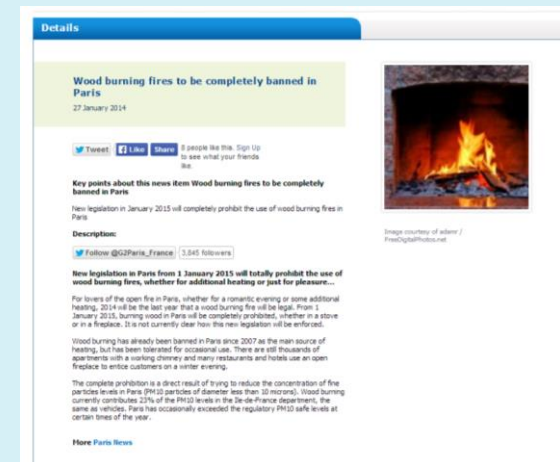 Details
Wood burning fires to be completely banned in
Paris
27 January 2014
Tweet Like Share 8 people like this. Sign Up
to see what your friends
like.
Key points about this news item Wood burning fires to be completely
banned in Paris
New legislation in January 2015 will completely prohibit the use of wood burning fires in
Paris
Description:
Follow @G2Paris_France 3,845 followers
New legislation in Paris from 1 January 2015 will totally prohibit the use of
wood burning fires, whether for additional heating or just for pleasure...
For lovers of the open fire in Paris, whether for a romantic evening or some additional
heating, 2014 will be the last year that a wood burning fire will be legal. From 1
January 2015, burning wood in Paris will be completely prohibited, whether in a stove
or in a fireplace. It is not currently clear how this new legislation will be enforced.
Wood burning has already been banned in Paris since 2007 as the main source of
heating, but has been tolerated for occasional use. There are still thousands of
apartments with a working chimney and many restaurants and hotels use an open
fireplace to entice customers on a winter evening.
The complete prohibition is a direct result of trying to reduce the concentration of fine
particles levels in Paris (PM10 particles of diameter less than 10 microns). Wood burning
currently contributes 23% of the PM10 levels in the Ile-de-France department, the
same as vehicles. Paris has occasionally exceeded the regulatory PM10 safe levels at
certain times of the year.
More Paris News
Image courtesy of adamr /
FreeDigitalPhotos.net